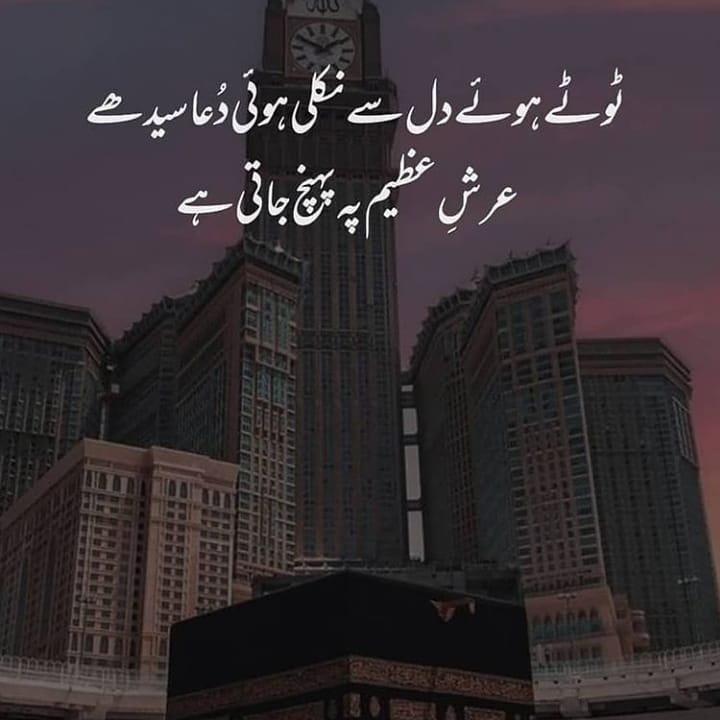 ٹوٹے ہوئے دل سے نکلی ہوئی دُعا سیدھے
عرشِ عظیم پہ پہنچ جاتی ہے